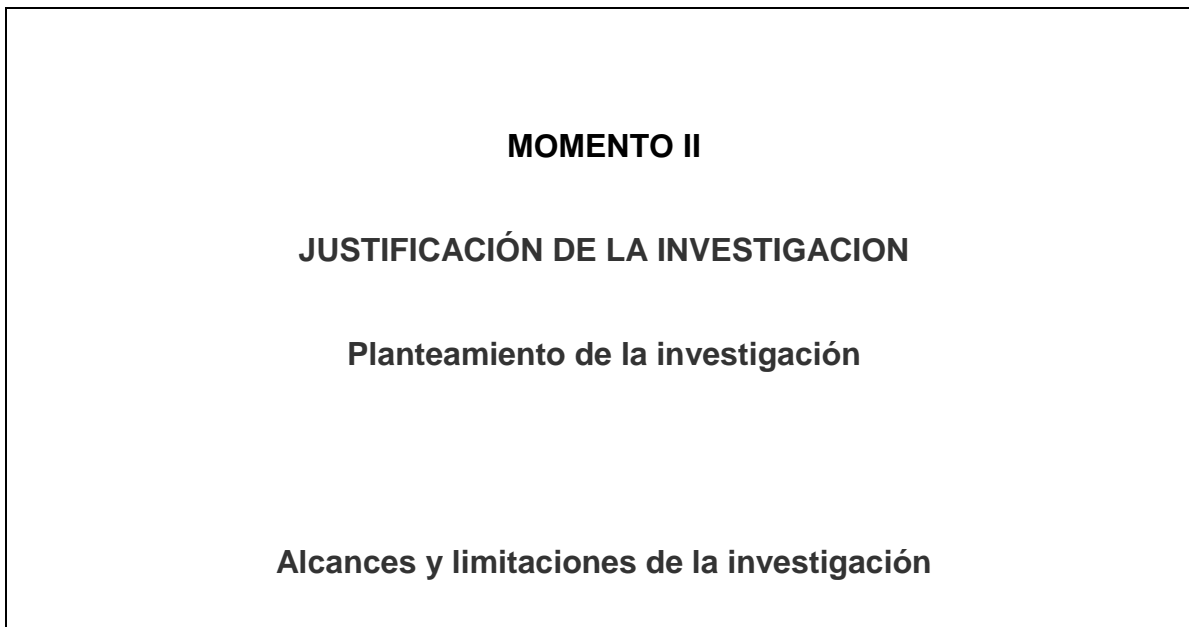 MOMENTO II
JUSTIFICACIÓN DE LA INVESTIGACION
Planteamiento de la investigación
Alcances y limitaciones de la investigación